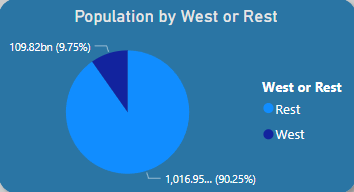 Population by West or Rest
109.82bn (9.75%)
West or Rest
Rest
West
1,016.95... (90.25%)